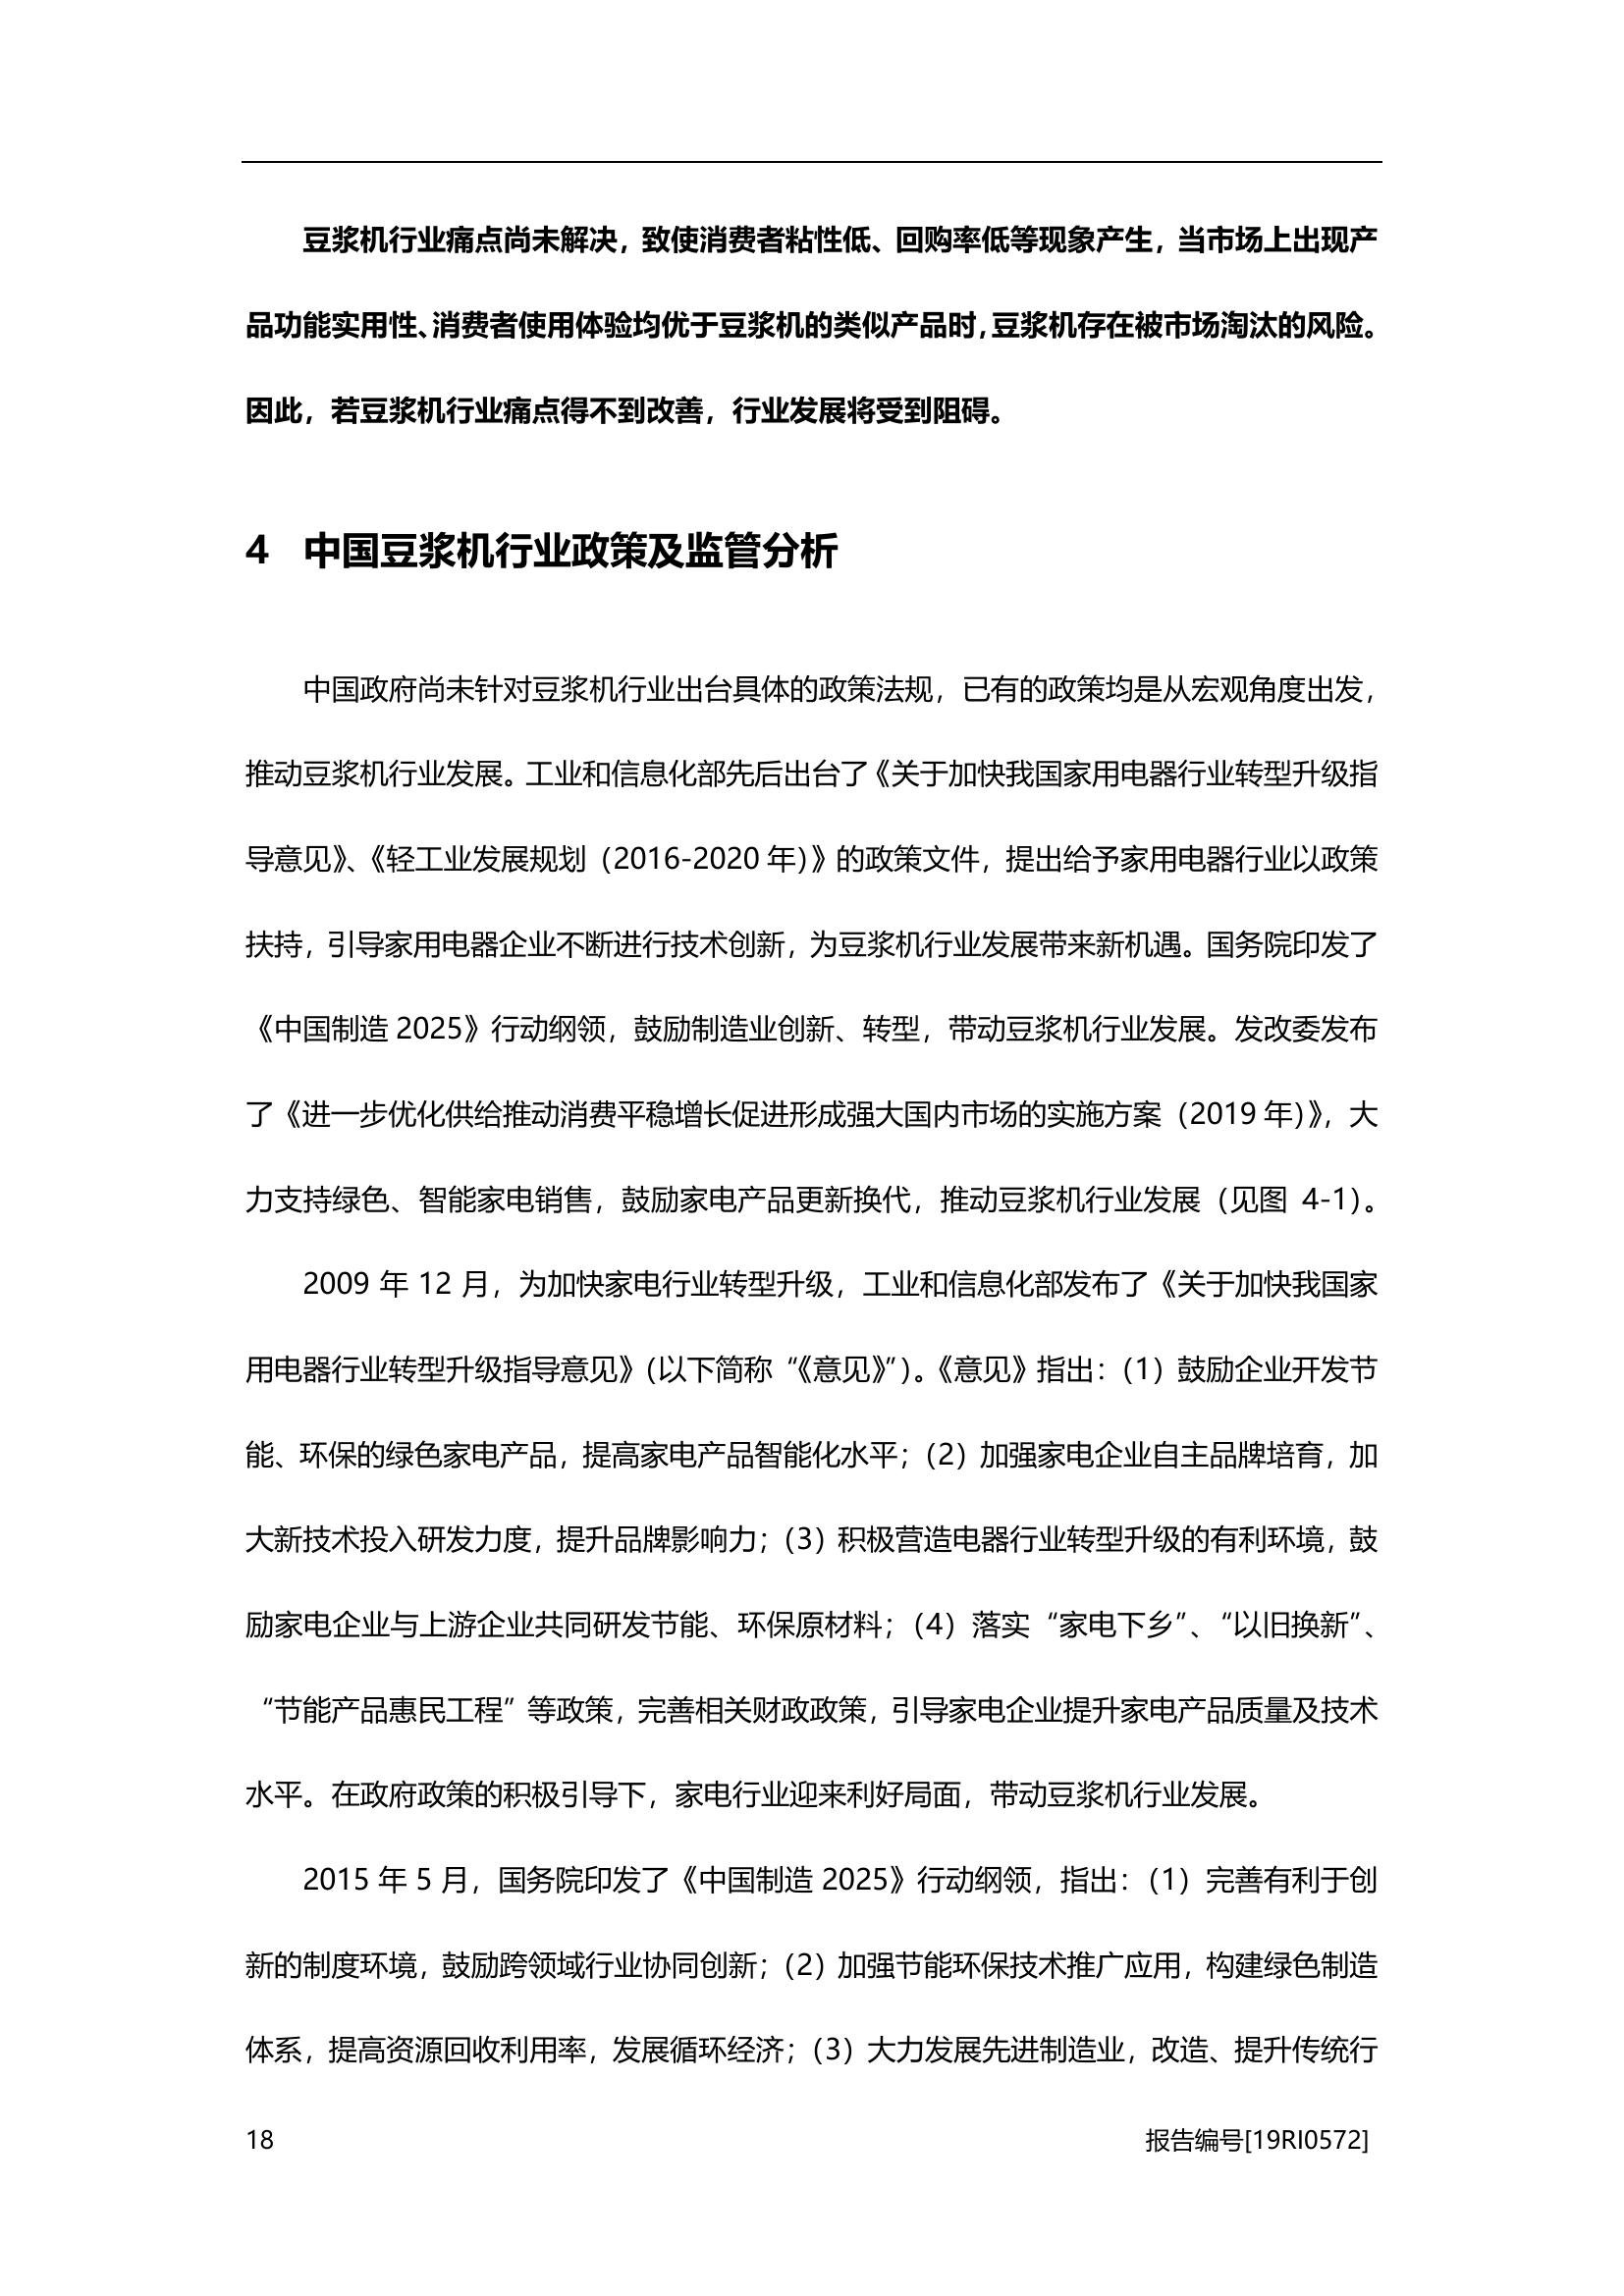 豆浆机行业痛点尚未解决，致使消费者粘性低、回购率低等现象产生，当市场上出现产
品功能实用性、消费者使用体验均优于豆浆机的类似产品时，豆浆机存在被市场淘汰的风险。
因此，若豆浆机行业痛点得不到改善，行业发展将受到阻碍。
4 中国豆浆机行业政策及监管分析
中国政府尚未针对豆浆机行业出台具体的政策法规，已有的政策均是从宏观角度出发，
推动豆浆机行业发展。工业和信息化部先后出台了《关于加快我国家用电器行业转型升级指
导意见》、《轻工业发展规划（2016-2020 年）》的政策文件，提出给予家用电器行业以政策
扶持，引导家用电器企业不断进行技术创新，为豆浆机行业发展带来新机遇。国务院印发了
《中国制造 2025》行动纲领，鼓励制造业创新、转型，带动豆浆机行业发展。发改委发布
了《进一步优化供给推动消费平稳增长促进形成强大国内市场的实施方案（2019 年）》，大
力支持绿色、智能家电销售，鼓励家电产品更新换代，推动豆浆机行业发展（见图 4-1）。
2009 年 12 月，为加快家电行业转型升级，工业和信息化部发布了《关于加快我国家
用电器行业转型升级指导意见》（以下简称“《意见》”）。《意见》指出：（1）鼓励企业开发节
能、环保的绿色家电产品，提高家电产品智能化水平；（2）加强家电企业自主品牌培育，加
大新技术投入研发力度，提升品牌影响力；（3）积极营造电器行业转型升级的有利环境，鼓
励家电企业与上游企业共同研发节能、环保原材料；（4）落实“家电下乡”、“以旧换新”、
“节能产品惠民工程”等政策，完善相关财政政策，引导家电企业提升家电产品质量及技术
水平。在政府政策的积极引导下，家电行业迎来利好局面，带动豆浆机行业发展。
2015 年 5 月，国务院印发了《中国制造 2025》行动纲领，指出：（1）完善有利于创
新的制度环境，鼓励跨领域行业协同创新；（2）加强节能环保技术推广应用，构建绿色制造
体系，提高资源回收利用率，发展循环经济；（3）大力发展先进制造业，改造、提升传统行
18 报告编号[19RI0572]